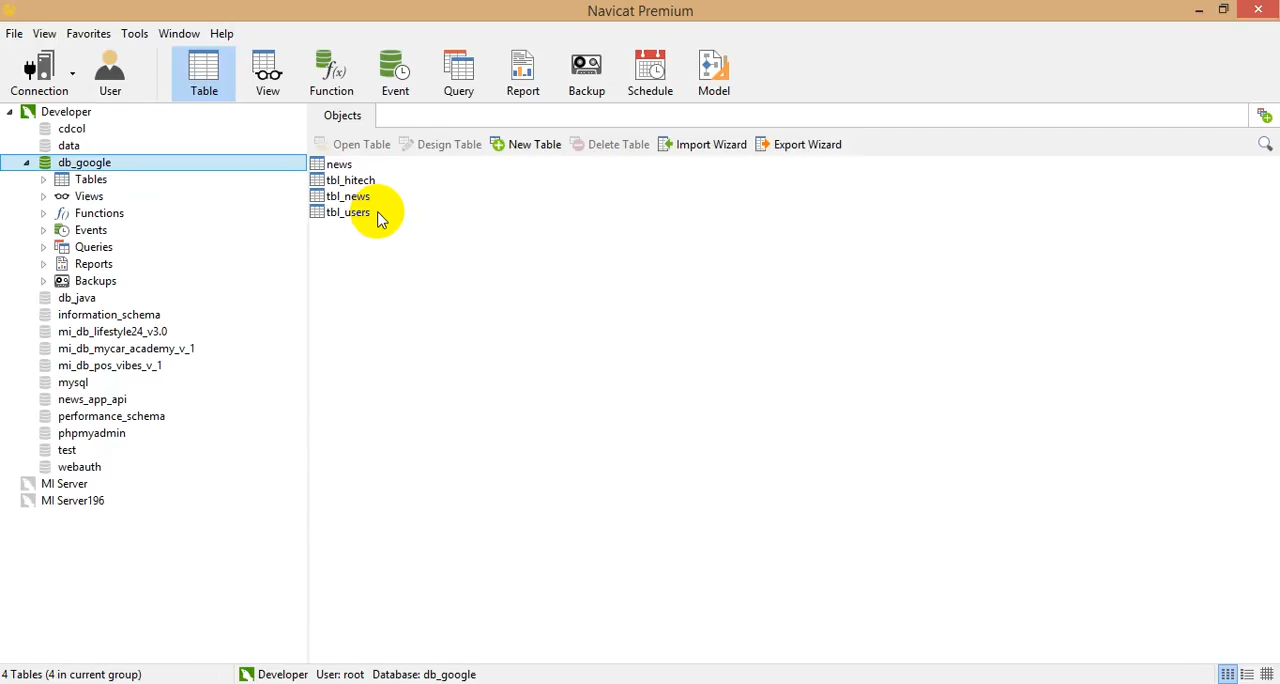 Navicat Premium
File View Favorites Tools Window Help
Connection User Table View Function Event Query Report Backup Schedule Model
f(x)
Objects
Open Table Design Table New Table Delete Table Import Wizard Export Wizard
Developer
cdcol
data
db_google
Tables
Views
f() Functions
Events
Queries
Reports
Backups
db_java
information_schema
mi_db_lifestyle24_v3.0
mi_db_mycar_academy_v_1
mi_db_pos_vibes_v_1
mysql
news_app_api
performance_schema
phpmyadmin
test
webauth
MI Server
MI Server196
news
tbl_hitech
tbl_news
tbl_users
4 Tables (4 in current group) Developer User: root Database: db_google